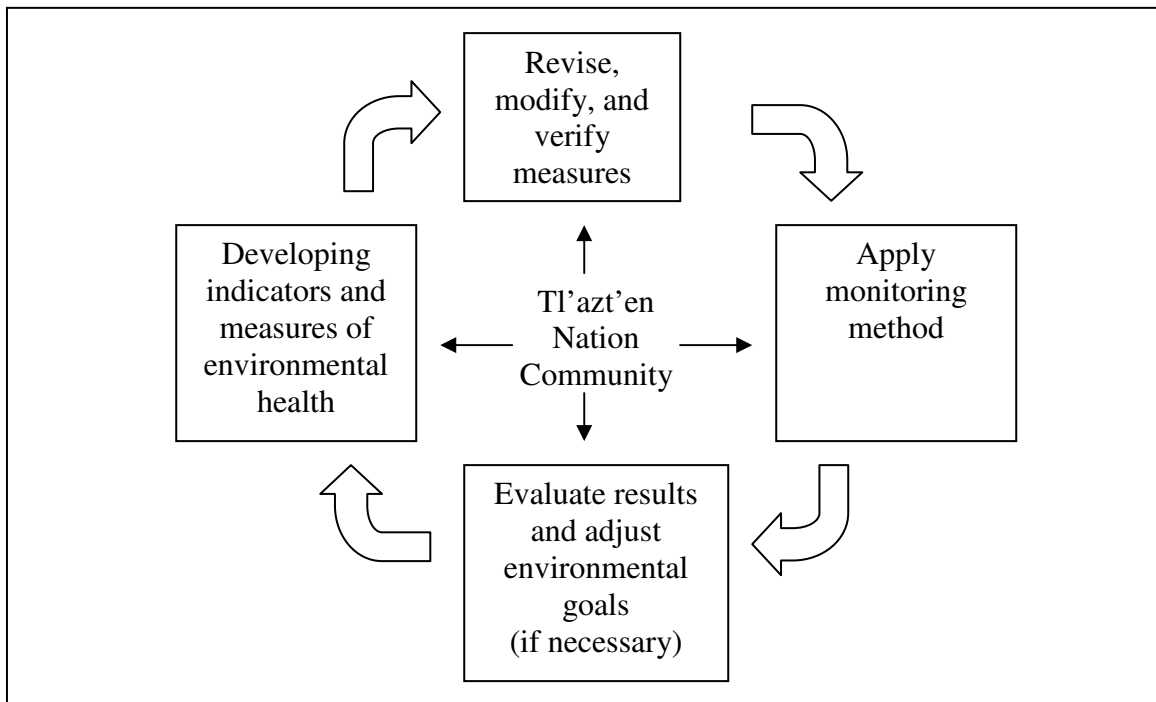 Revise,
modify, and
verify
measures
Developing
indicators and
measures of
environmental
health
Tl’azt’en
Nation
Community
Apply
monitoring
method
Evaluate results
and adjust
environmental
goals
(if necessary)